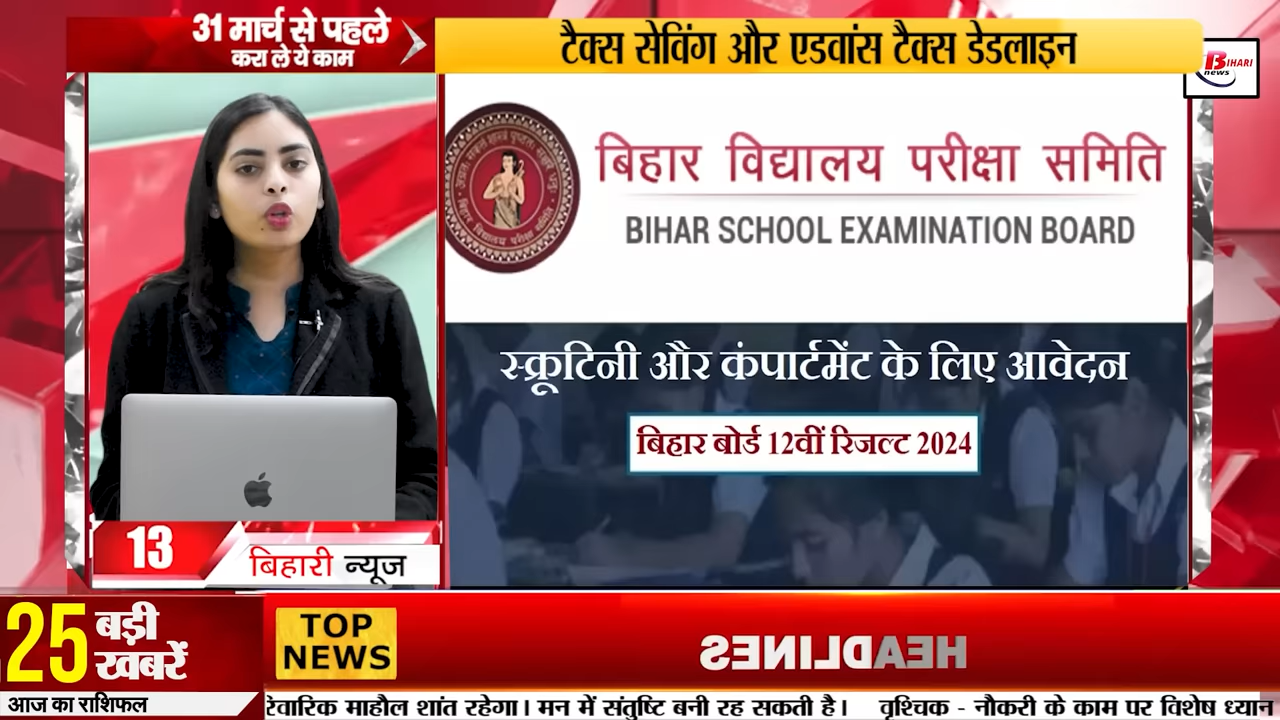 31 मार्च से पहले
करा ले ये काम
टैक्स सेविंग और एडवांस टैक्स डेडलाइन
BIHARI
news
बिहार विद्यालय परीक्षा समिति
BIHAR SCHOOL EXAMINATION BOARD
स्क्रूटिनी और कंपार्टमेंट के लिए आवेदन
बिहार बोर्ड 12वीं रिजल्ट 2024
13
बिहारी न्यूज
25 बड़ी
खबरें
TOP
NEWS
HEADLINES
आज का राशिफल
रिवारिक माहौल शांत रहेगा। मन में संतुष्टि बनी रह सकती है। वृश्चिक - नौकरी के काम पर विशेष ध्यान